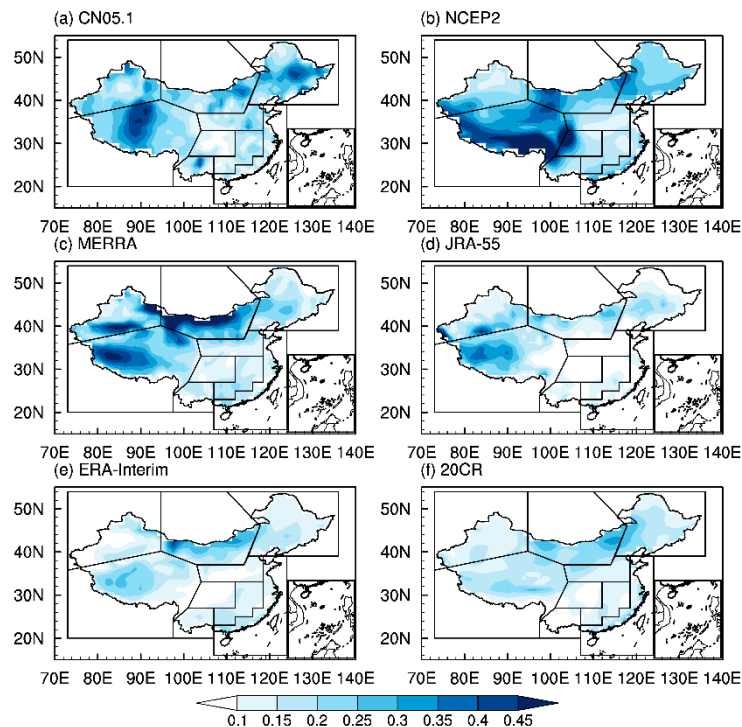 (a) CN05.1 (b) NCEP2
50N 50N
40N 40N
30N 30N
20N 20N
70E 80E 90E 100E 110E 120E 130E 140E 70E 80E 90E 100E 110E 120E 130E 140E
(c) MERRA (d) JRA-55
50N 50N
40N 40N
30N 30N
20N 20N
70E 80E 90E 100E 110E 120E 130E 140E 70E 80E 90E 100E 110E 120E 130E 140E
(e) ERA-Interim (f) 20CR
50N 50N
40N 40N
30N 30N
20N 20N
70E 80E 90E 100E 110E 120E 130E 140E 70E 80E 90E 100E 110E 120E 130E 140E
0.1 0.15 0.2 0.25 0.3 0.35 0.4 0.45